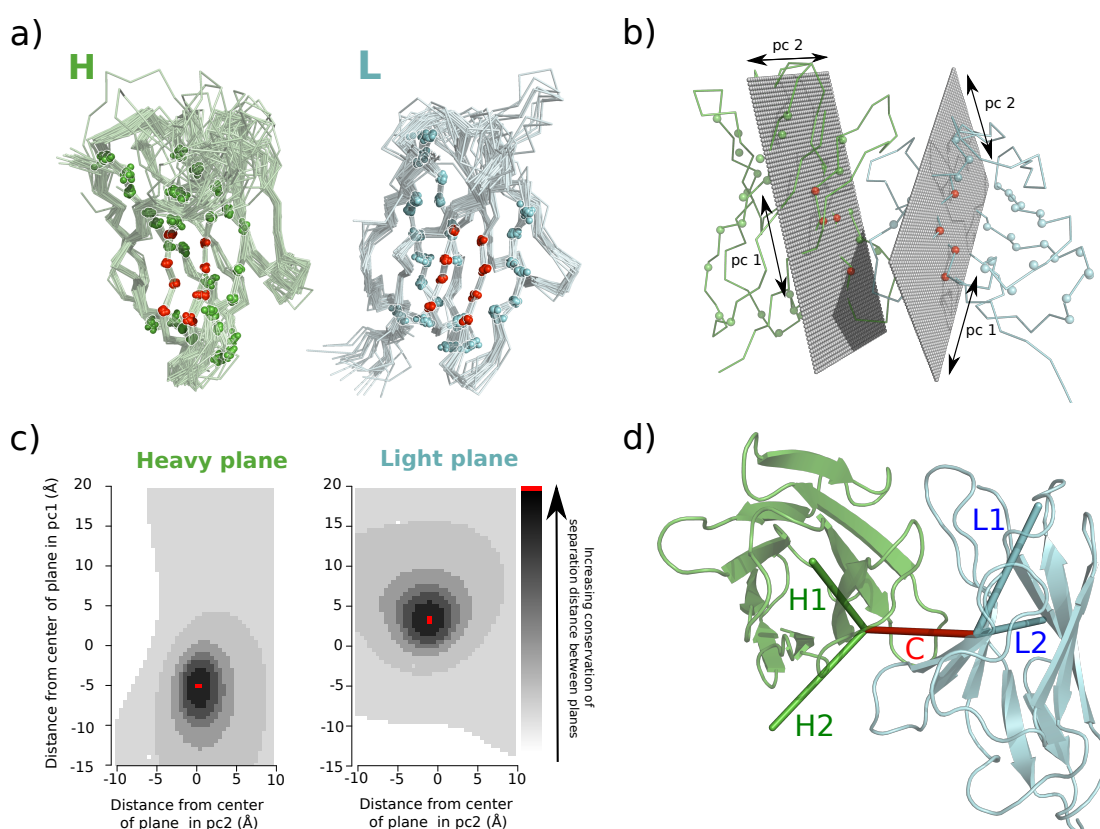 a)
H
L
b)
pc 2
pc 2
pc 1
pc 1
c)
Heavy plane
Light plane
Distance from center of plane in pc1 (Å)
20
15
10
5
0
-5
-10
-15
-10
-5
0
5
10
Distance from center
of plane in pc2 (Å)
20
15
10
5
0
-5
-10
-15
-10
-5
0
5
10
Distance from center
of plane in pc2 (Å)
Increasing conservation of
separation distance between planes
d)
L1
H1
C
L2
H2